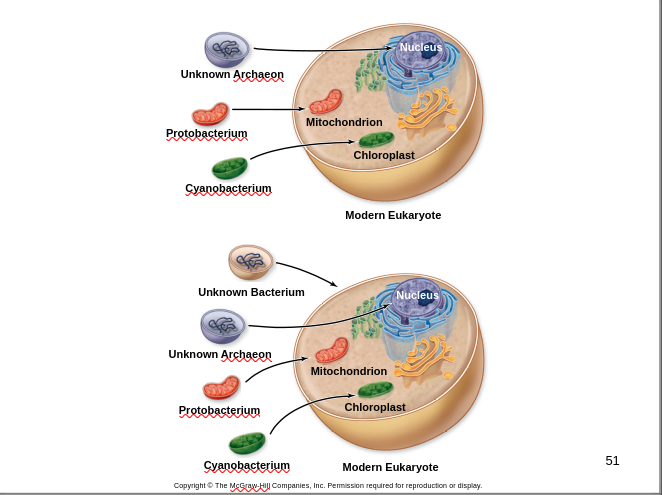 Nucleus
Unknown Archaeon
Mitochondrion
Protobacterium
Chloroplast
Cyanobacterium
Modern Eukaryote
Unknown Bacterium
Nucleus
Unknown Archaeon
Mitochondrion
Protobacterium
Chloroplast
Cyanobacterium
Modern Eukaryote
51
Copyright © The McGraw-Hill Companies, Inc. Permission required for reproduction or display.